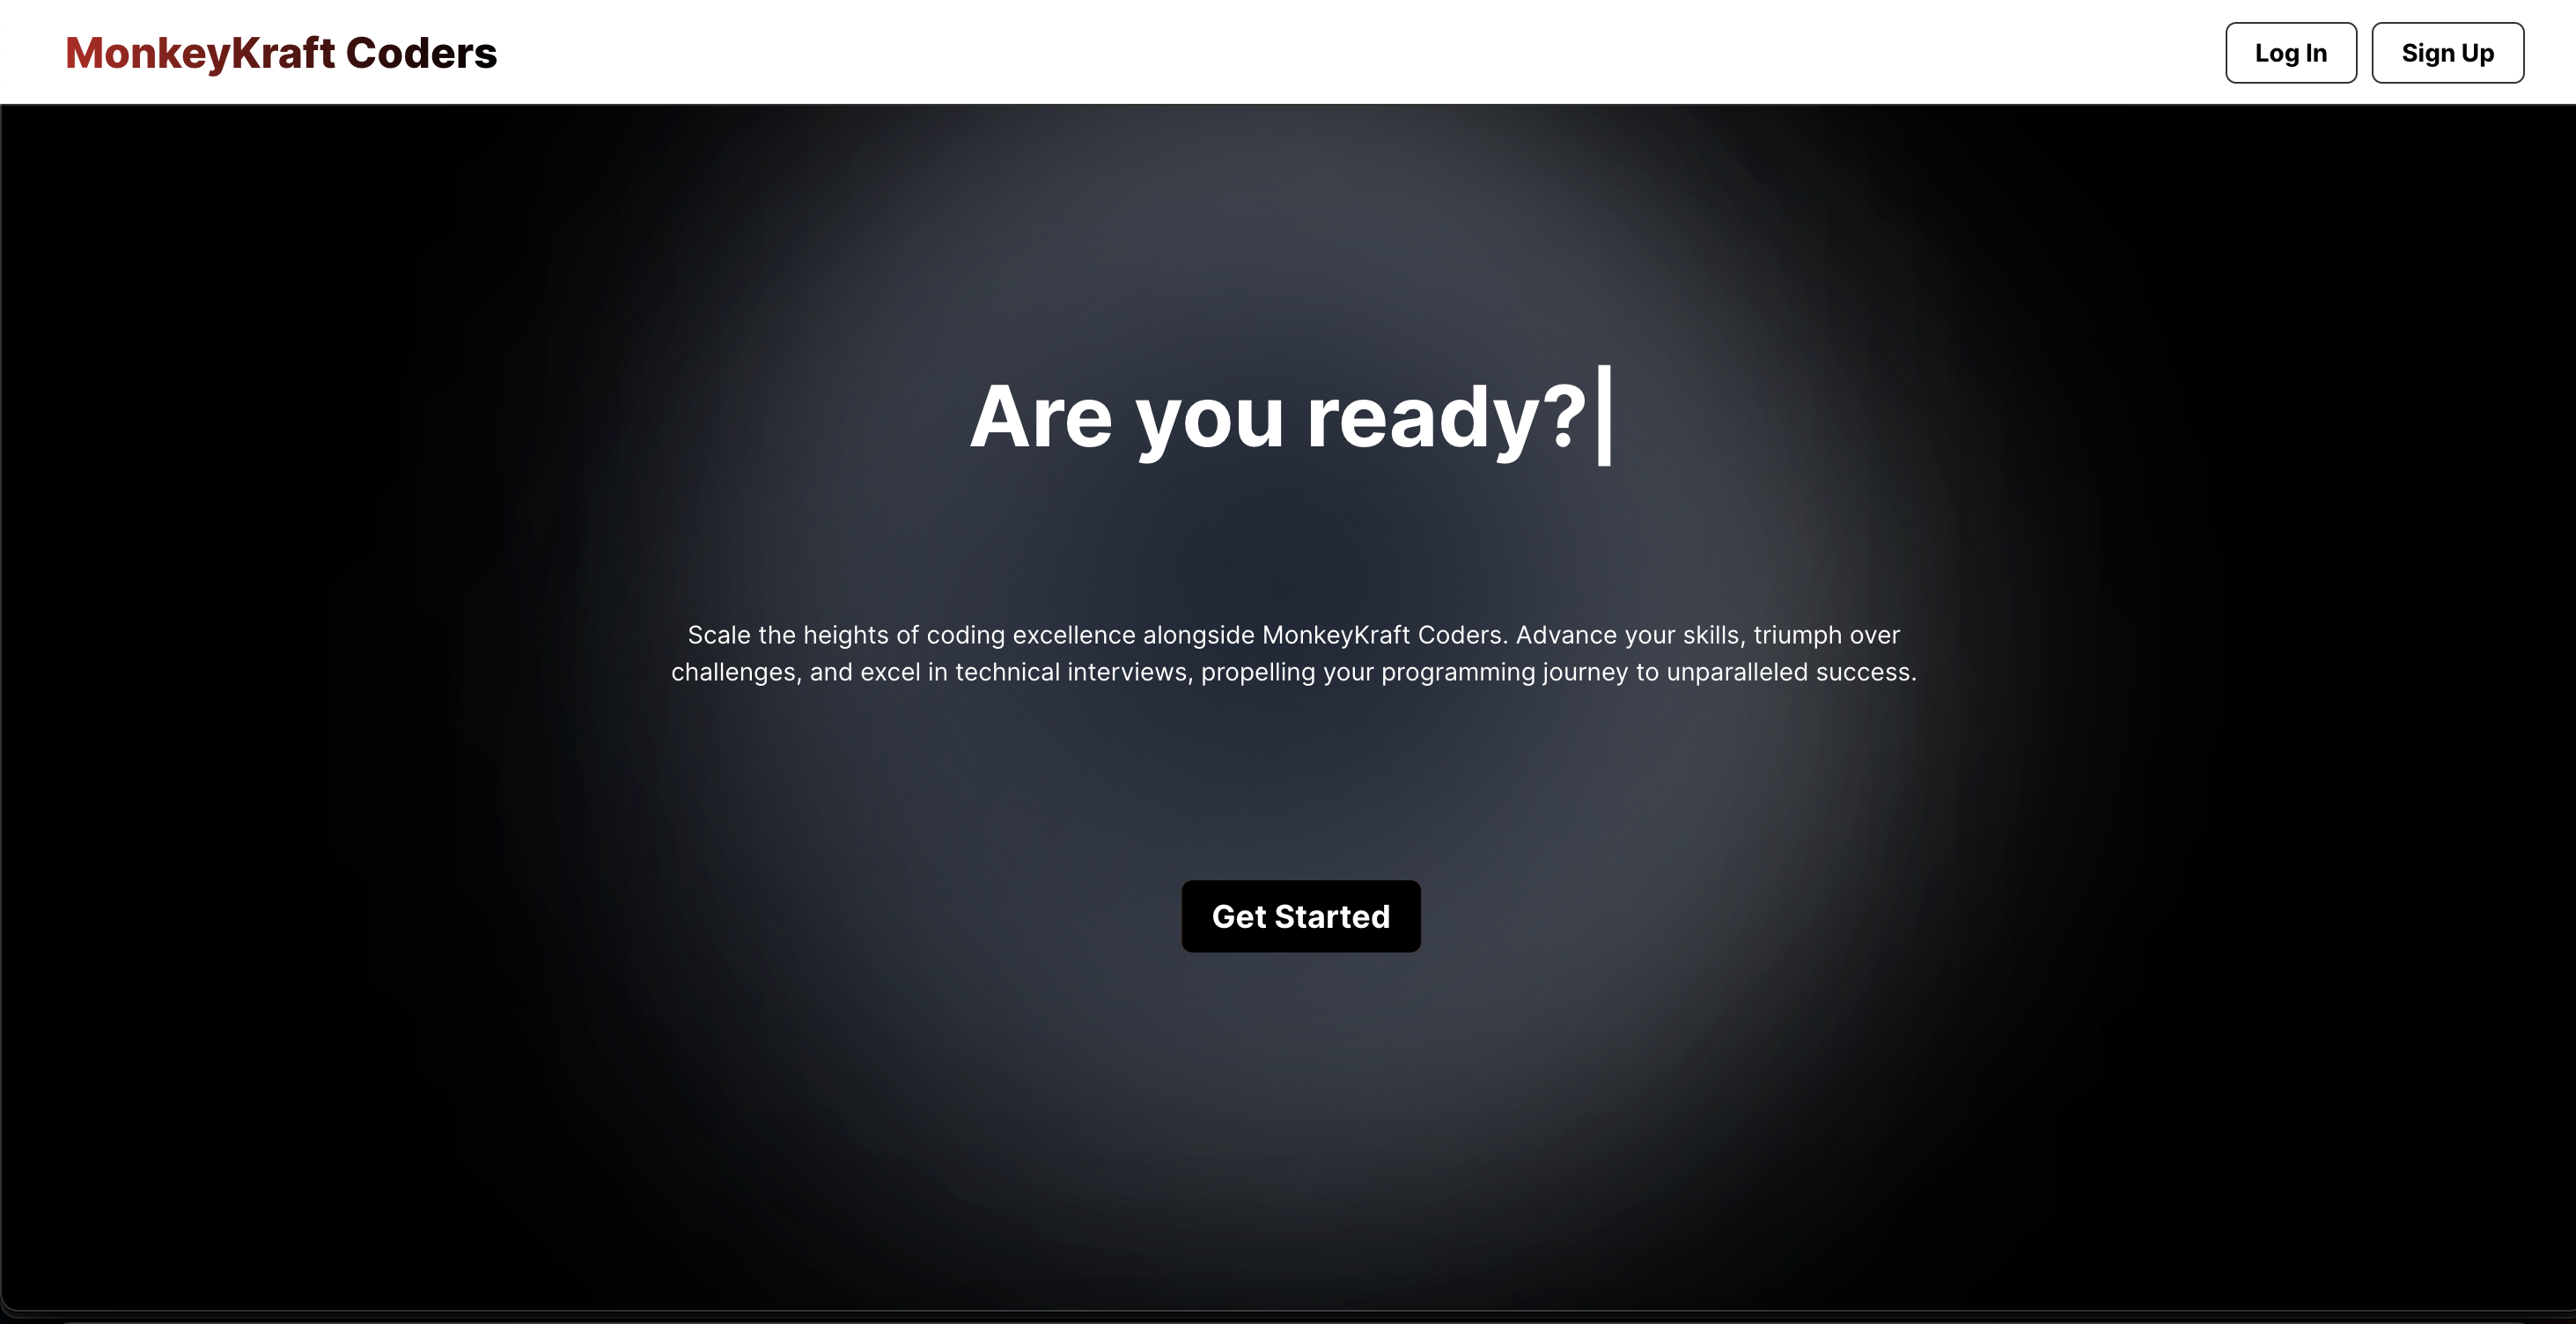 MonkeyKraft Coders
Log In
Sign Up
Are you ready?
Scale the heights of coding excellence alongside MonkeyKraft Coders. Advance your skills, triumph over
challenges, and excel in technical interviews, propelling your programming journey to unparalleled success.
Get Started